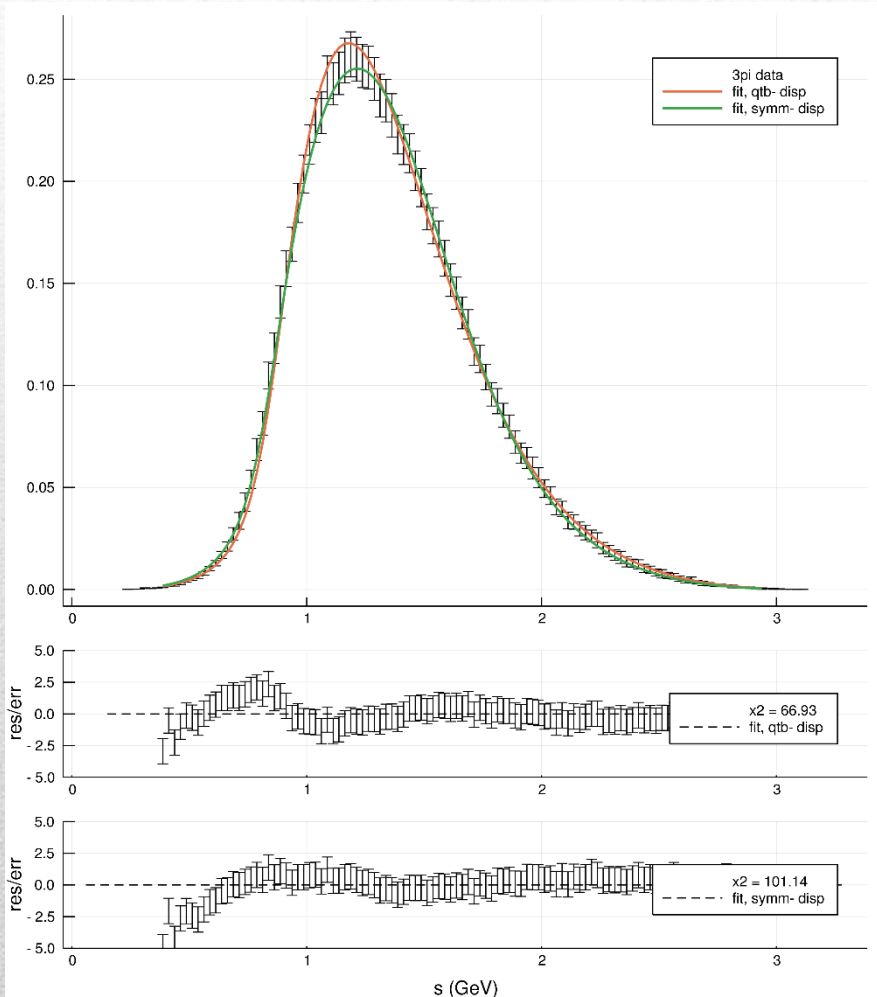 0.25
0.20
0.15
0.10
0.05
0.00
0 1 2 3
3pi data
fit, qtb- disp
fit, symm- disp
res/err
5.0
2.5
0.0
- 2.5
- 5.0
0 1 2 3
x2 = 66.93
fit, qtb- disp
res/err
5.0
2.5
0.0
- 2.5
- 5.0
0 1 2 3
x2 = 101.14
fit, symm- disp
s (GeV)